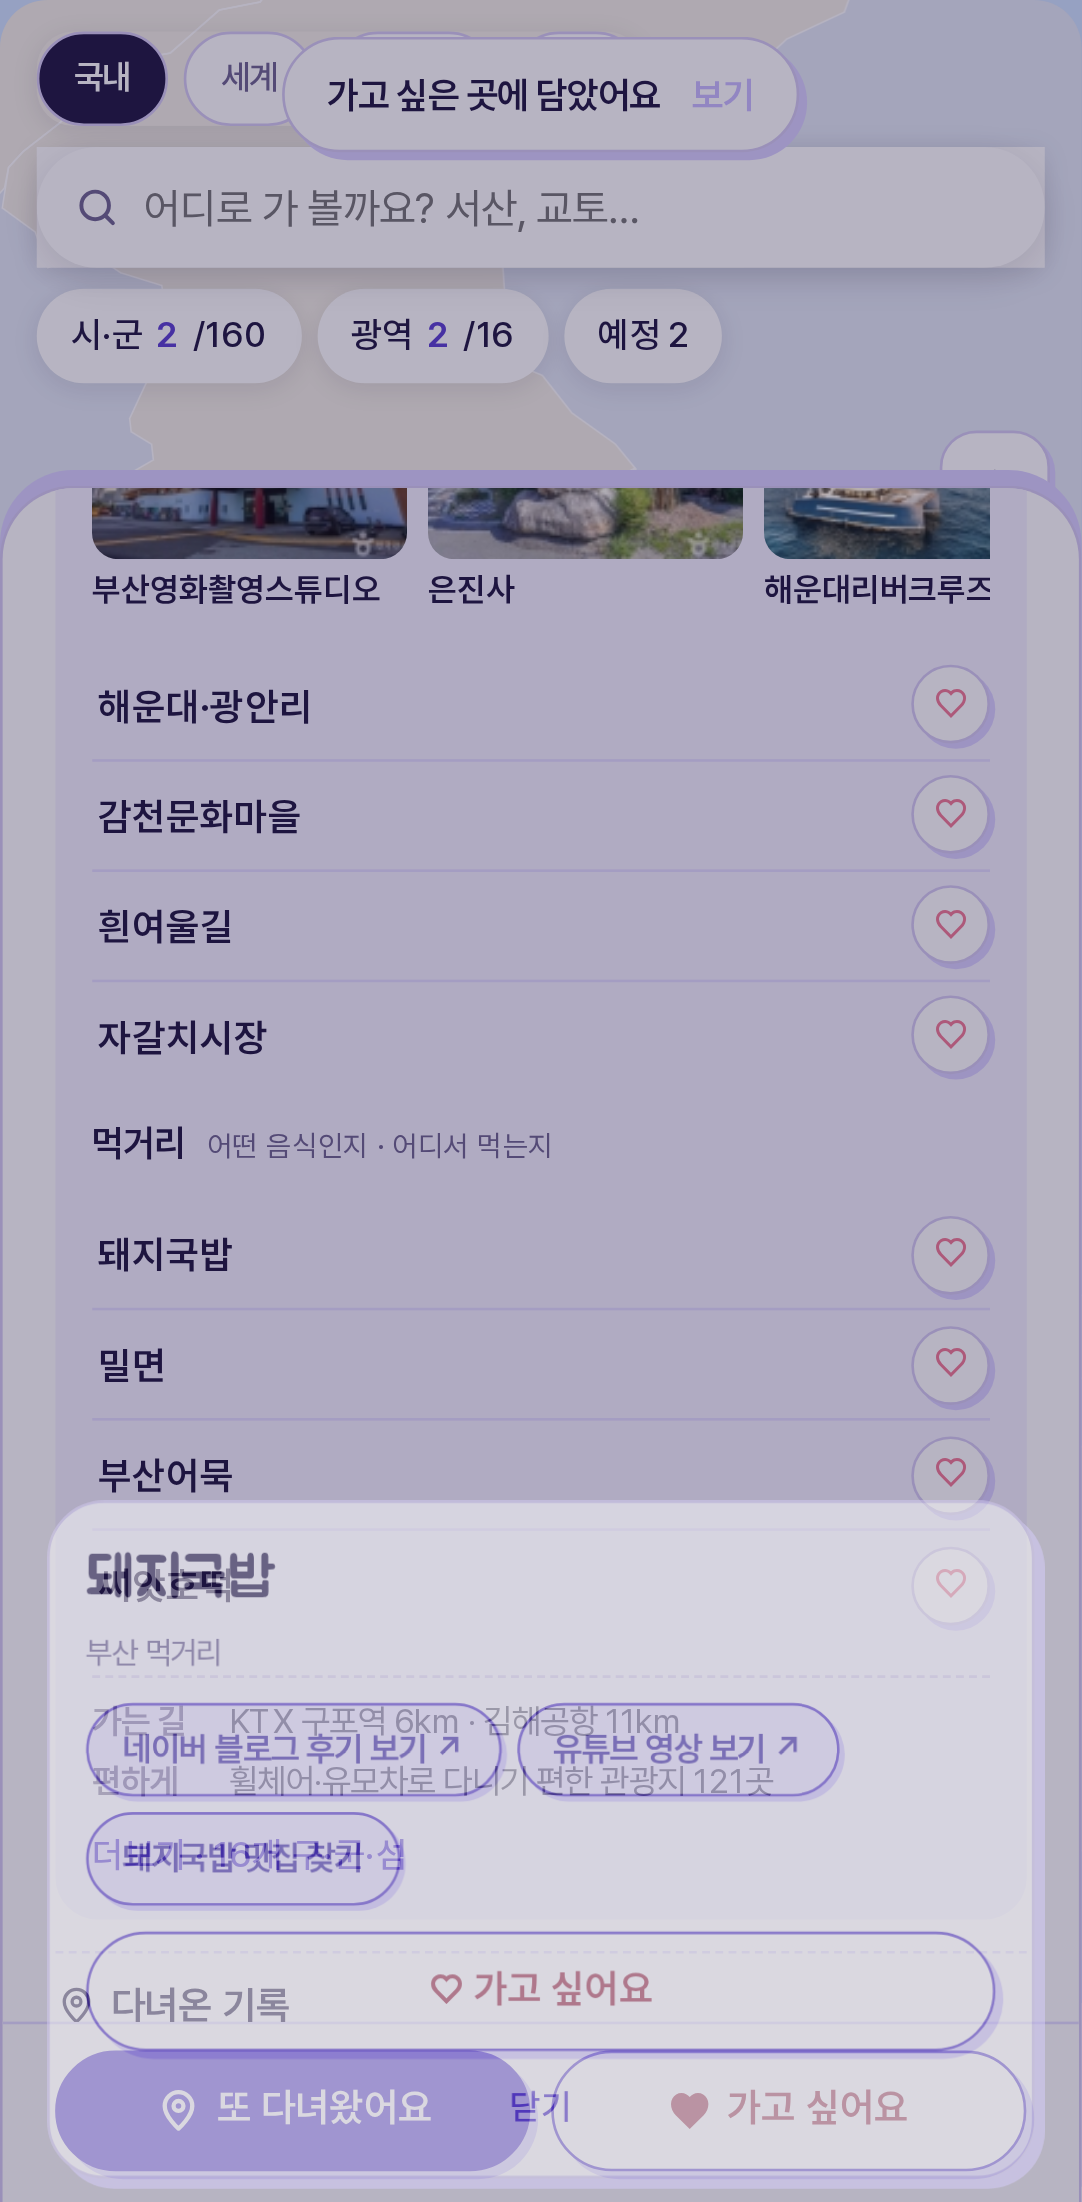 국내
세계
가고 싶은 곳에 담았어요 보기
어디로 가 볼까요? 서산, 교토...
시·군 2 /160
광역 2 /16
예정 2
부산영화촬영스튜디오
은진사
해운대리버크루즈
해운대·광안리
감천문화마을
흰여울길
자갈치시장
먹거리 어떤 음식인지 · 어디서 먹는지
돼지국밥
밀면
부산어묵
돼지국밥
씨앗호떡
부산 먹거리
가는 길 KTX 구포역 6km · 김해공항 11km
네이버 블로그 후기 보기 ↗
유튜브 영상 보기 ↗
편하게 휠체어·유모차로 다니기 편한 관광지 121곳
돼지국밥 맛집 찾기
가고 싶어요
다녀온 기록
또 다녀왔어요
닫기
가고 싶어요